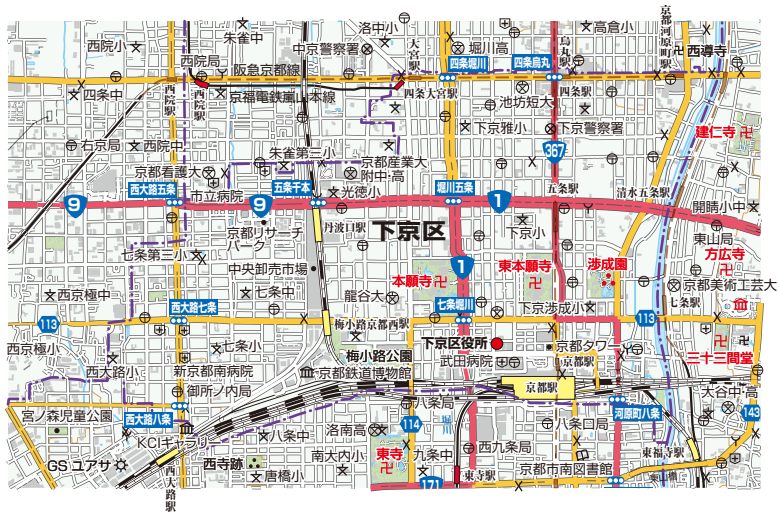 西院小
朱雀中
洛中小
高倉小
京都河原町駅
西院局
中京警察署
大宮駅
堀川高
烏丸駅
西導寺
阪急京都線
四条堀川
四条烏丸
四条中
西院駅
西院駅
京福電鉄嵐山本線
四条大宮駅
四条駅
池坊短大
右京局
西院中
下京雅小
下京警察署
建仁寺
367
朱雀第三小
京都産業大
附中・高
京都看護大
西大路五条
市立病院
五条千本
光徳小
堀川五条
五条駅
清水五条駅
9
9
1
開晴小中
丹波口駅
下京区
下京小
京都リサーチ
パーク
東山局
方広寺
七条第三小
中央卸売市場
本願寺
1
東本願寺
渉成園
京都美術工芸大
西京極中
七条中
龍谷大
七条堀川
下京渉成小
七条駅
西大路七条
113
梅小路京都西駅
113
西京極小
七条小
梅小路公園
下京区役所
京都タワー
三十三間堂
西大路小
新京都南病院
京都鉄道博物館
武田病院
京都駅
御所ノ内局
京都駅
大谷中・高
宮ノ森児童公園
西大路八条
八条局
河原町八条
143
KCIギャラリー
八条中
洛南高
114
堀川
八条口局
GS ユアサ
西寺跡
南大内小
東寺
九条中
西九条局
東福寺駅
西大路駅
唐橋小
171
東寺駅
京都市南図書館
東山橋